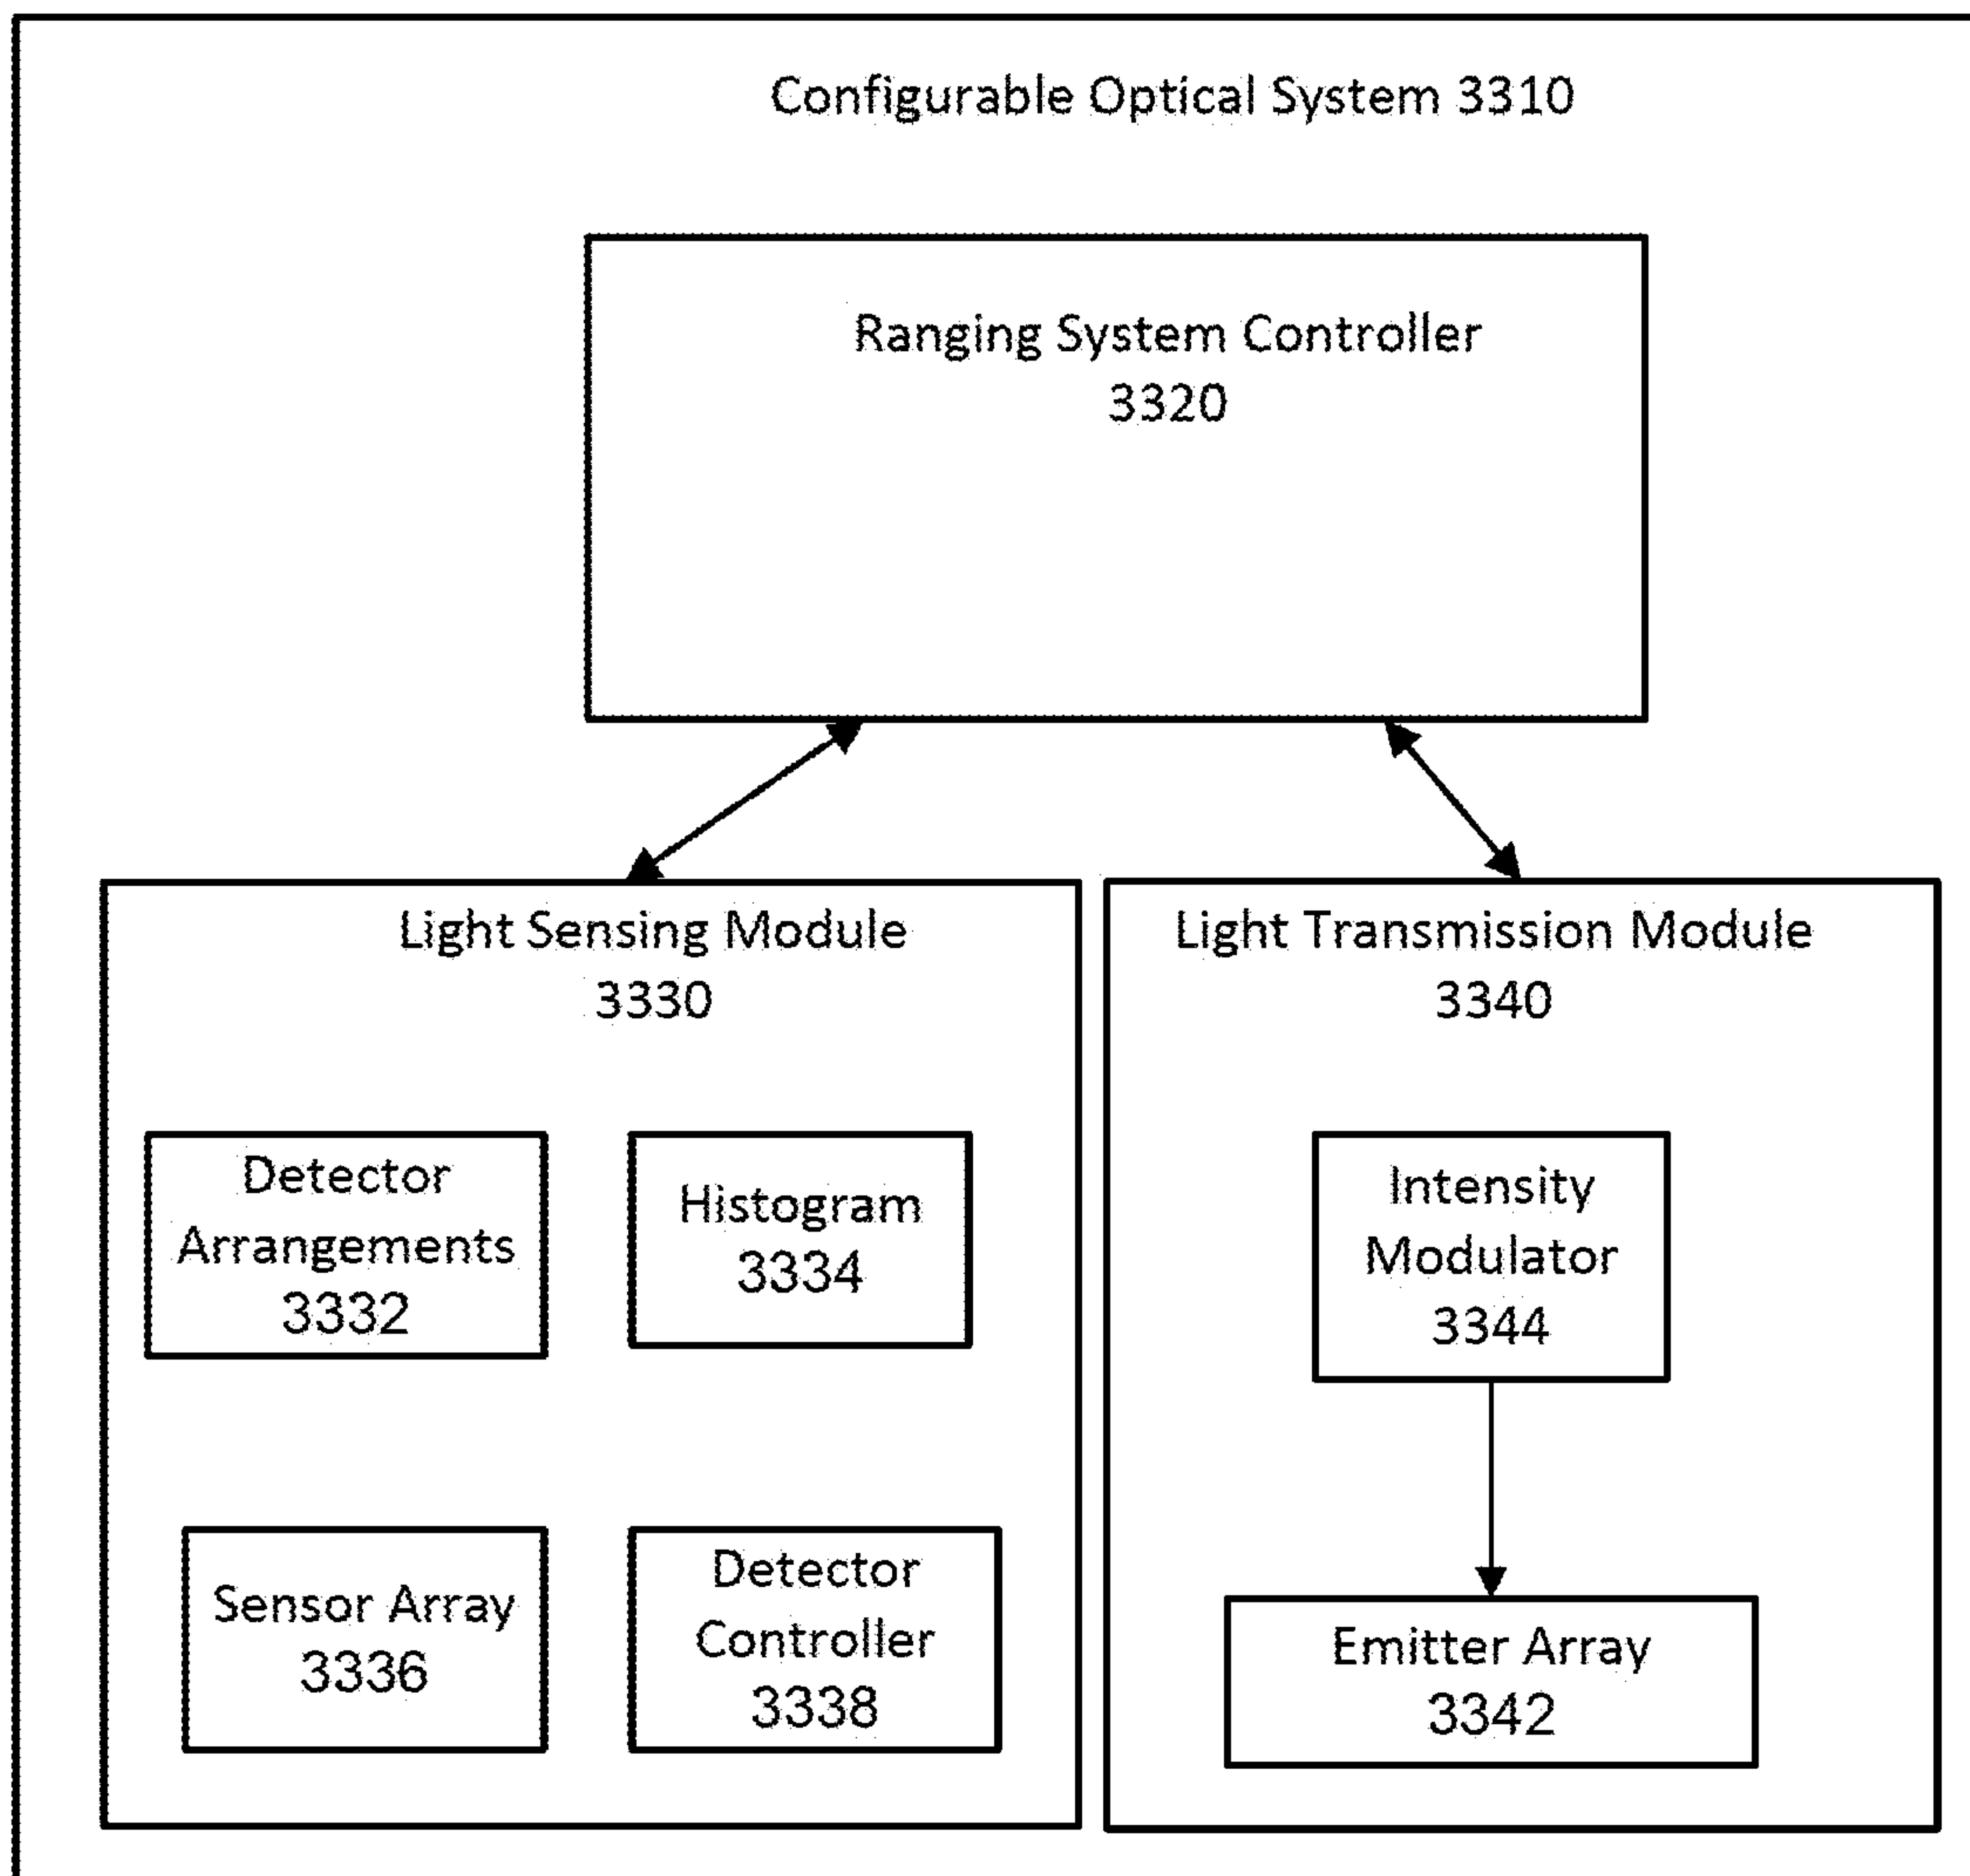 Configurable Optical System 3310
Ranging System Controller
3320
Light Sensing Module
3330
Detector
Arrangements
3332
Histogram
3334
Sensor Array
3336
Detector
Controller
3338
Light Transmission Module
3340
Intensity
Modulator
3344
Emitter Array
3342